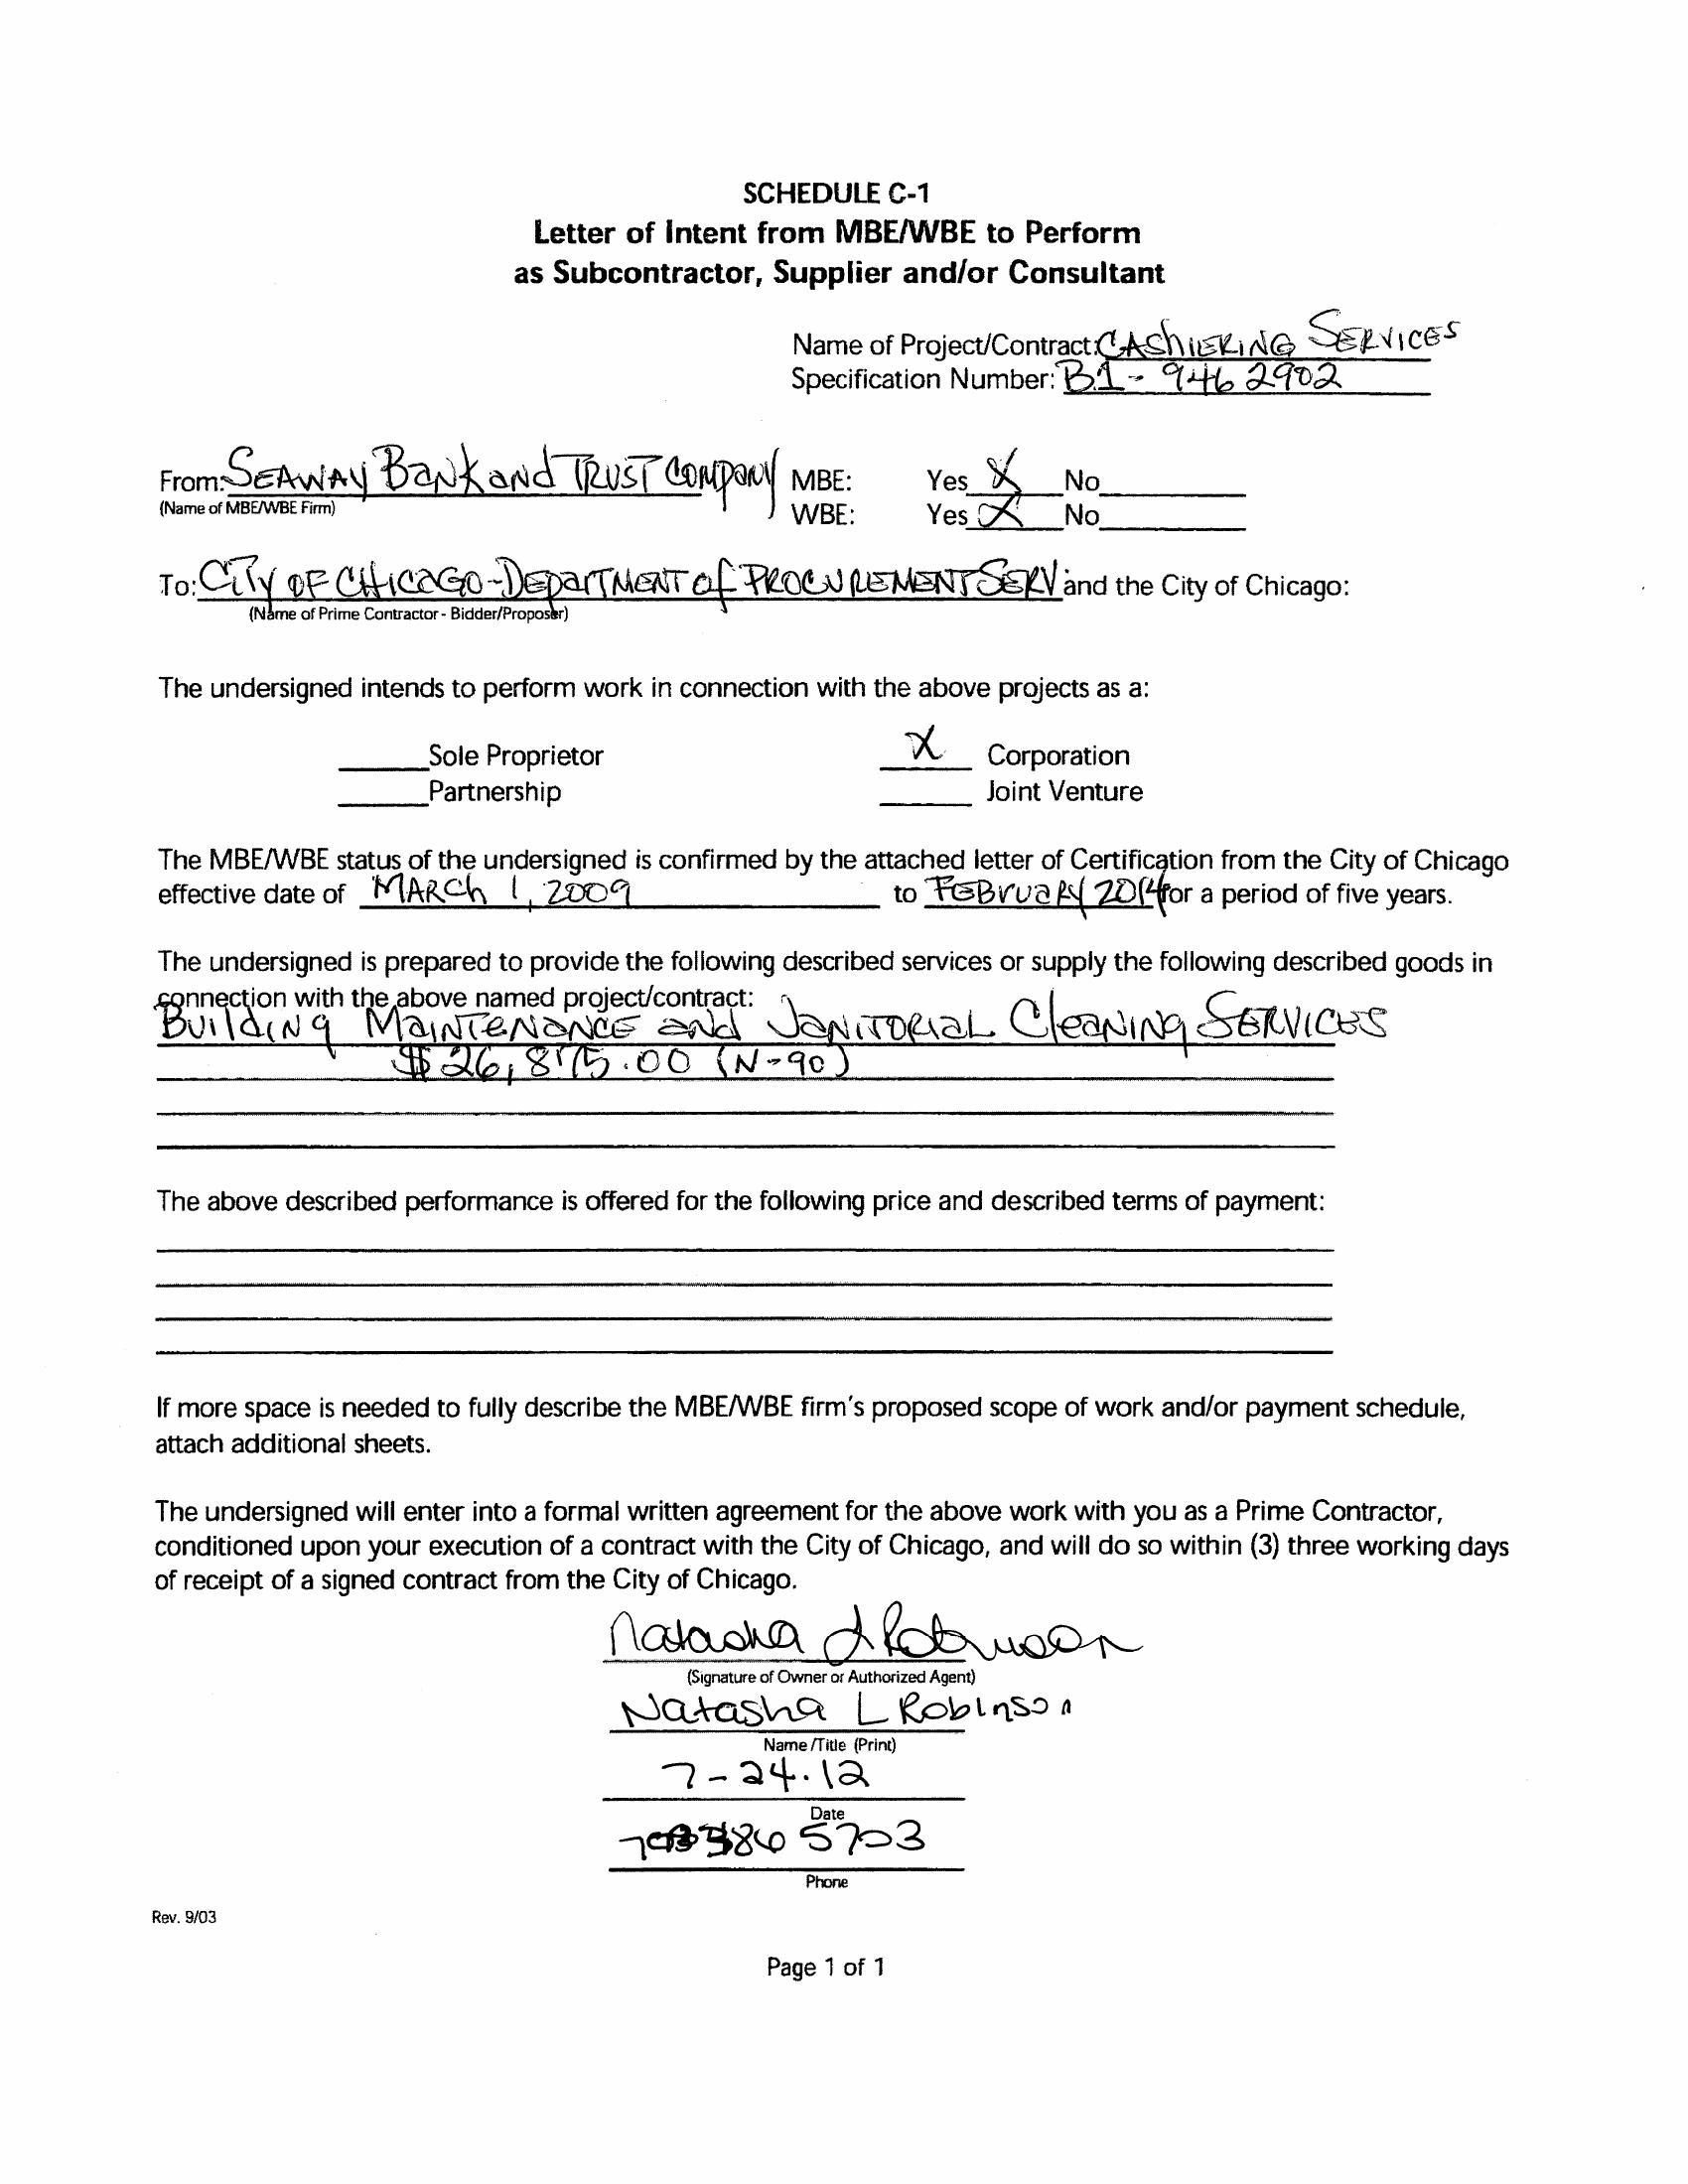 SCHEDULE C-1
Letter of Intent from MBE/WBE to Perform
as Subcontractor, Supplier and/or Consultant
Name of Project/Contract: CASHIERING SERVICES
Specification Number: B1- 946 2902
From: SEAWAY Bank and TRUST COMPANY MBE: Yes X No
(Name of MBE/WBE Firm)
WBE: Yes X No
To: CITY OF CHICAGO-DEPARTMENT of PROCUREMENT SERV and the City of Chicago:
(Name of Prime Contractor - Bidder/Proposer)
The undersigned intends to perform work in connection with the above projects as a:
Sole Proprietor X Corporation
Partnership Joint Venture
The MBE/WBE status of the undersigned is confirmed by the attached letter of Certification from the City of Chicago
effective date of MARCH 1, 2009 to FEBRUARY 2014 for a period of five years.
The undersigned is prepared to provide the following described services or supply the following described goods in
connection with the above named project/contract:
Building MAINTENANCE and JANITORIAL Cleaning SERVICES
$26,875.00 (N-90)
The above described performance is offered for the following price and described terms of payment:
If more space is needed to fully describe the MBE/WBE firm's proposed scope of work and/or payment schedule,
attach additional sheets.
The undersigned will enter into a formal written agreement for the above work with you as a Prime Contractor,
conditioned upon your execution of a contract with the City of Chicago, and will do so within (3) three working days
of receipt of a signed contract from the City of Chicago.
Natasha L Robinson
(Signature of Owner or Authorized Agent)
Natasha L Robinson
Name/Title (Print)
7-24.12
Date
5703
Phone
Rev. 9/03
Page 1 of 1